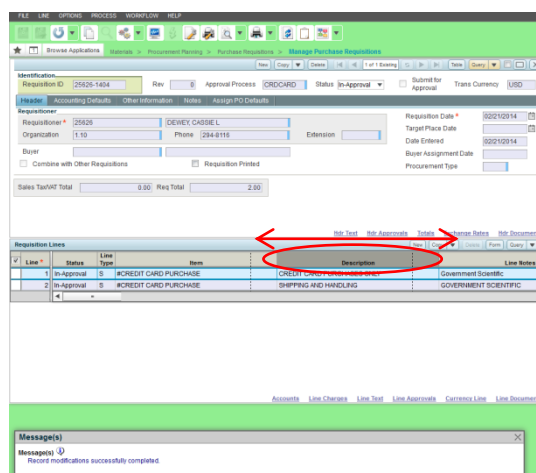 FILE LINE OPTIONS PROCESS WORKFLOW HELP
Browse Applications Materials > Procurement Planning > Purchase Requisitions > Manage Purchase Requisitions
New Copy Delete 1 of 1 Existing Table Query
Identification
Requisition ID 25626-1404 Rev 0 Approval Process CRDCARD Status In-Approval Submit for Approval Trans Currency USD
Header Accounting Defaults Other Information Notes Assign PO Defaults
Requisitioner
Requisitioner * 25626 DEWEY, CASSIE L Requisition Date * 02/21/2014
Organization 1.10 Phone 294-8116 Extension Target Place Date
Date Entered 02/21/2014
Buyer Buyer Assignment Date
Combine with Other Requisitions Requisition Printed Procurement Type
Sales Tax/VAT Total 0.00 Req Total 2.00
Hdr Text Hdr Approvals Totals Exchange Rates Hdr Documen
Requisition Lines New Copy Delete Form Query
Line * Status Line Type Item Description Line Notes
1 In-Approval S #CREDIT CARD PURCHASE CREDIT CARD PURCHASES ONLY Government Scientific
2 In-Approval S #CREDIT CARD PURCHASE SHIPPING AND HANDLING GOVERNMENT SCIENTIFIC
Accounts Line Charges Line Text Line Approvals Currency Line Line Documen
Message(s)
Message(s)
Record modifications successfully completed.